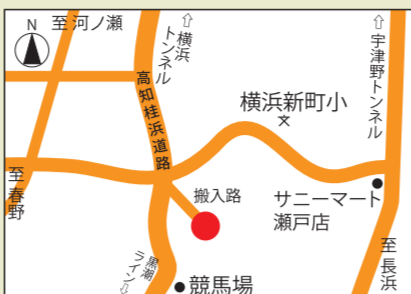 N
至河ノ瀬
⇧横浜トンネル
⇧宇津野トンネル
高知桂浜道路
横浜新町小
文
至春野
搬入路
サニーマート
瀬戸店
至長浜
黒潮ライン⇩
競馬場